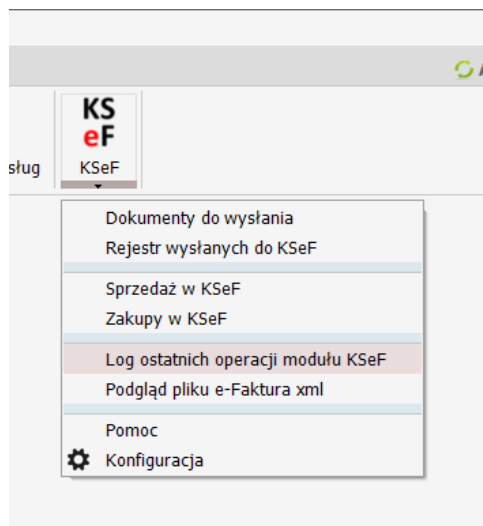 KS
eF
sług
KSeF
Dokumenty do wysłania
Rejestr wysłanych do KSeF
Sprzedaż w KSeF
Zakupy w KSeF
Log ostatnich operacji modułu KSeF
Podgląd pliku e-Faktura xml
Pomoc
Konfiguracja